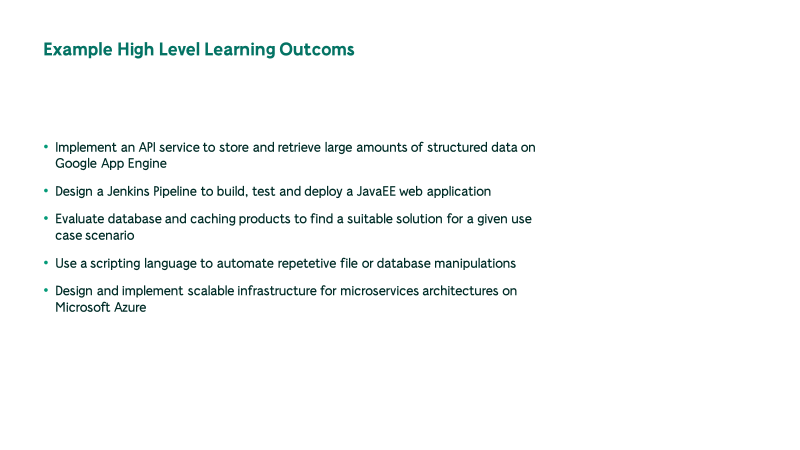 Example High Level Learning Outcoms
• Implement an API service to store and retrieve large amounts of structured data on
Google App Engine
• Design a Jenkins Pipeline to build, test and deploy a JavaEE web application
• Evaluate database and caching products to find a suitable solution for a given use
case scenario
• Use a scripting language to automate repetetive file or database manipulations
• Design and implement scalable infrastructure for microservices architectures on
Microsoft Azure